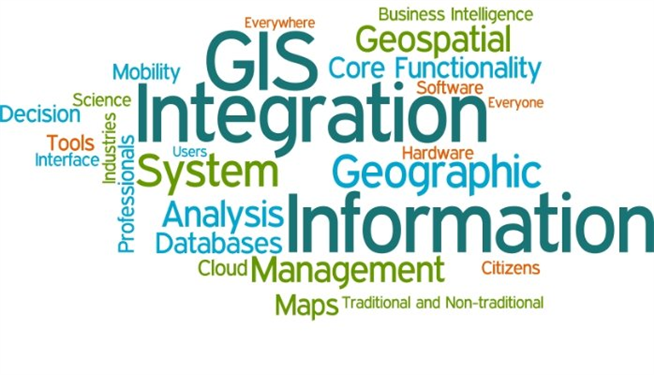 Business Intelligence
Everywhere
GIS
Geospatial
Mobility
Core Functionality
Science
Software
Decision
Integration
Everyone
Tools
Industries
Interface
Users
Hardware
Professionals
System
Geographic
Analysis
Information
Databases
Cloud
Management
Citizens
Maps
Traditional and Non-traditional